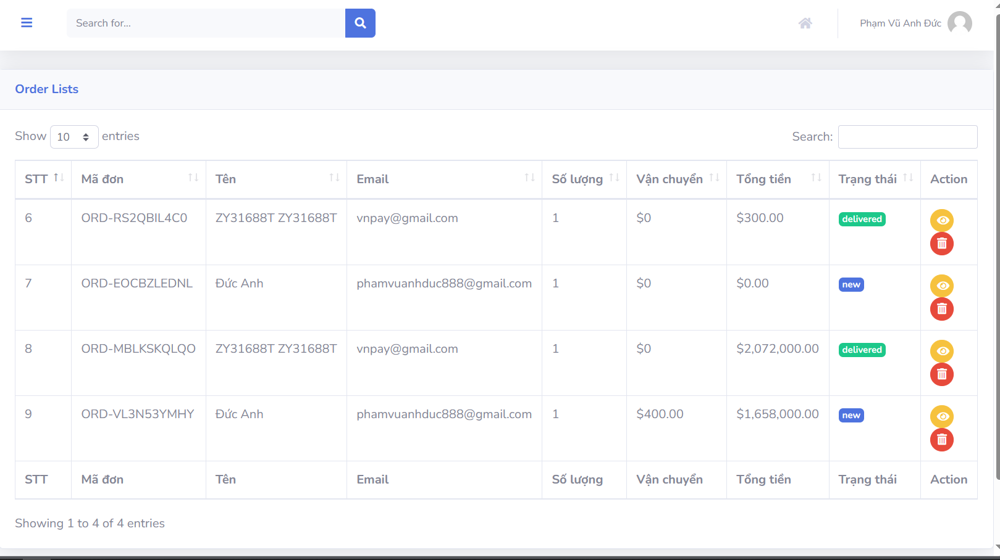 Search for...
Phạm Vũ Anh Đức
Order Lists
Show 10 entries
Search:
STT Mã đơn Tên Email Số lượng Vận chuyển Tổng tiền Trạng thái Action
6 ORD-RS2QBIL4C0 ZY31688T ZY31688T vnpay@gmail.com 1 $0 $300.00 delivered
7 ORD-EOCBZLEDNL Đức Anh phamvuanhduc888@gmail.com 1 $0 $0.00 new
8 ORD-MBLKSKQLQO ZY31688T ZY31688T vnpay@gmail.com 1 $0 $2,072,000.00 delivered
9 ORD-VL3N53YMHY Đức Anh phamvuanhduc888@gmail.com 1 $400.00 $1,658,000.00 new
STT Mã đơn Tên Email Số lượng Vận chuyển Tổng tiền Trạng thái Action
Showing 1 to 4 of 4 entries